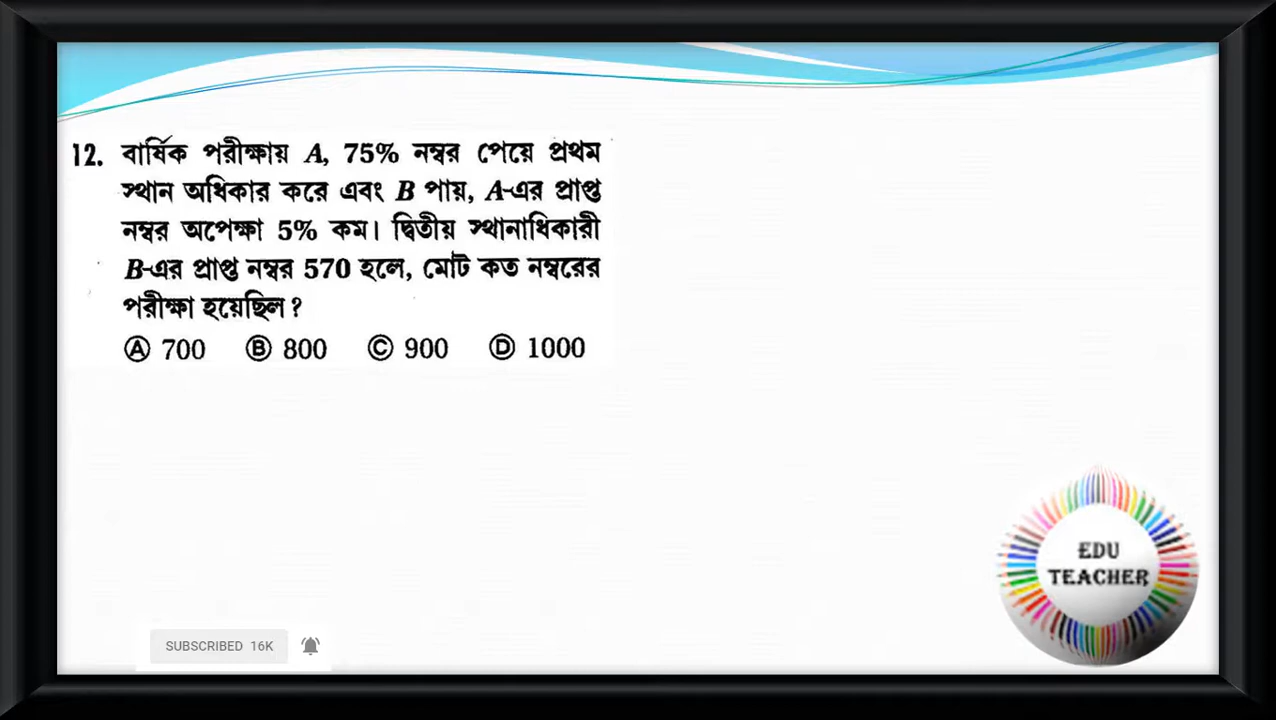 12. বার্ষিক পরীক্ষায় A, 75% নম্বর পেয়ে প্রথম
স্থান অধিকার করে এবং B পায়, A-এর প্রাপ্ত
নম্বর অপেক্ষা 5% কম। দ্বিতীয় স্থানাধিকারী
B-এর প্রাপ্ত নম্বর 570 হলে, মোট কত নম্বরের
পরীক্ষা হয়েছিল?
Ⓐ 700 Ⓑ 800 Ⓒ 900 Ⓓ 1000
EDU
TEACHER
SUBSCRIBED 16K